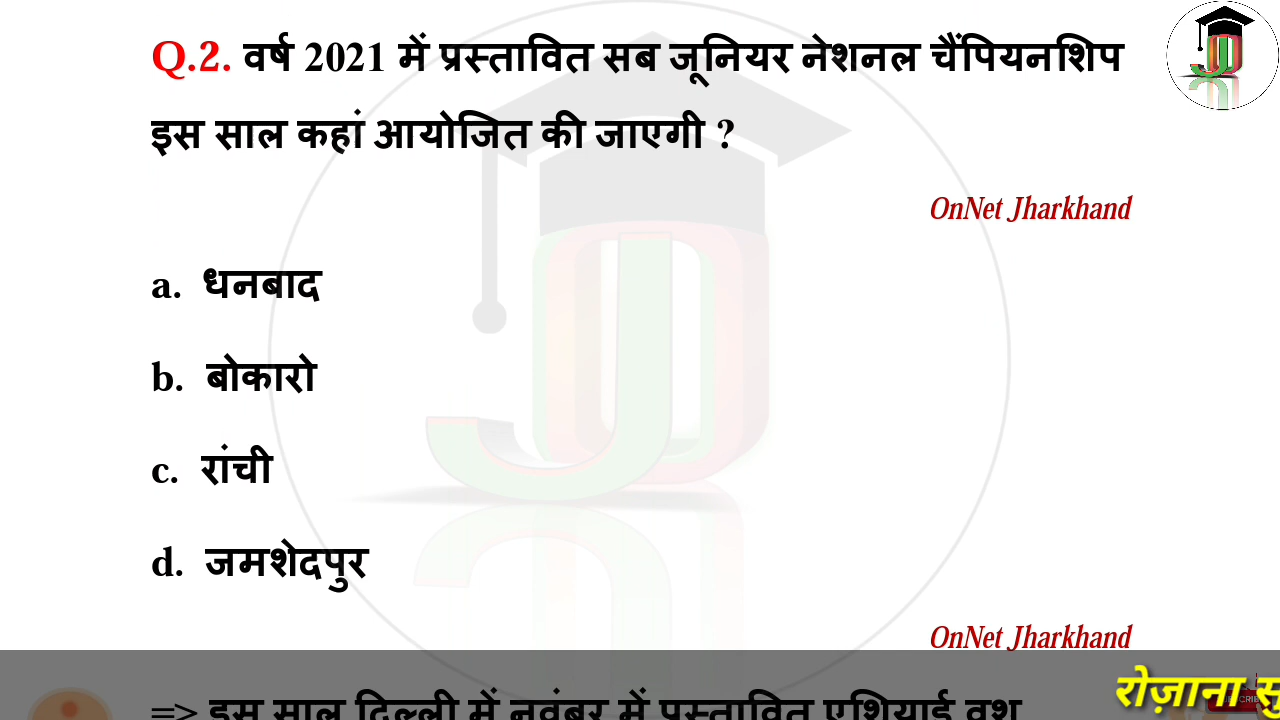 Q.2. वर्ष 2021 में प्रस्तावित सब जूनियर नेशनल चैंपियनशिप
इस साल कहां आयोजित की जाएगी ?
OnNet Jharkhand
a. धनबाद
b. बोकारो
c. रांची
d. जमशेदपुर
OnNet Jharkhand
=> इस साल दिल्ली में नवंबर में प्रस्तावित एशियाई वुशू
रोज़ाना सु